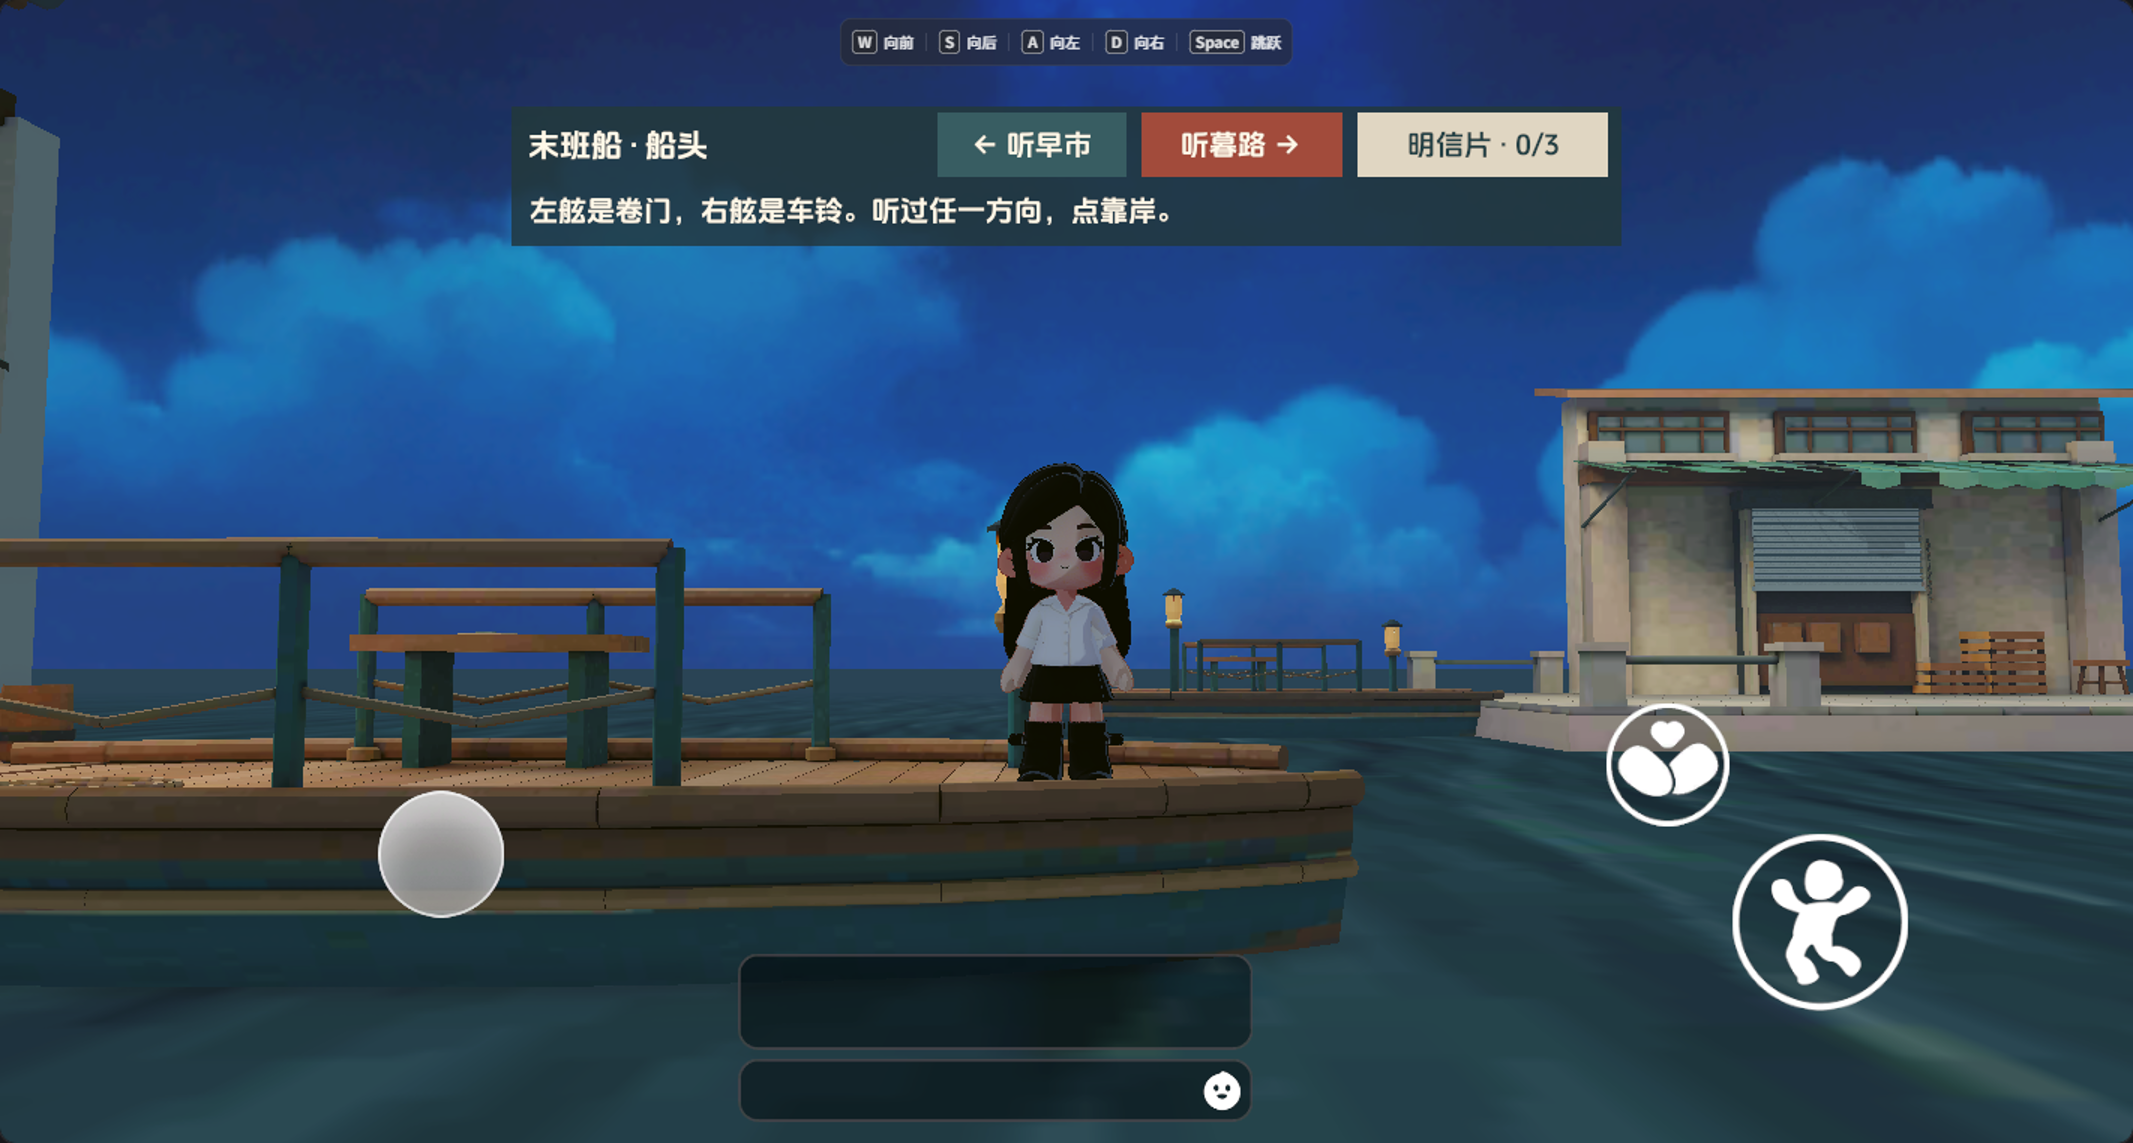 W 向前 S 向后 A 向左 D 向右 Space 跳跃
末班船 · 船头 ← 听早市 听暮路 → 明信片 · 0/3
左舷是卷门，右舷是车铃。听过任一方向，点靠岸。